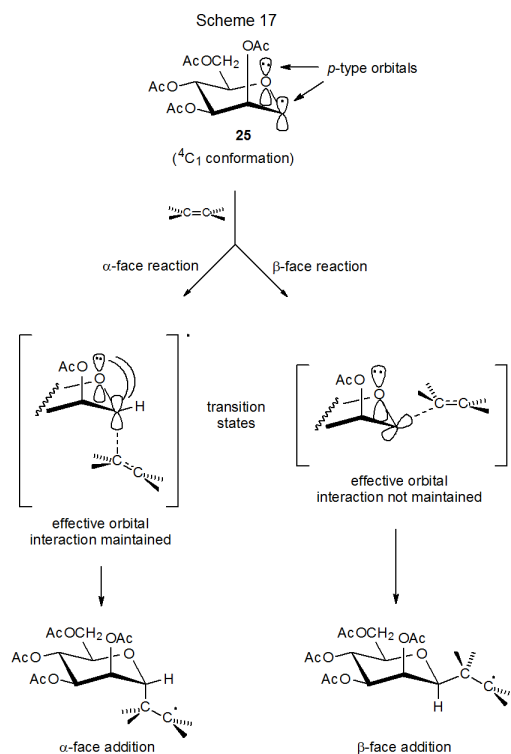 Scheme 17
OAc
AcOCH₂
AcO
O
AcO
p-type orbitals
25
(⁴C₁ conformation)
C=C
α-face reaction
β-face reaction
AcO
O
H
C
C
transition
states
AcO
O
C=C
effective orbital
interaction maintained
effective orbital
interaction not maintained
AcOCH₂
OAc
AcO
O
AcO
H
C
C
α-face addition
AcOCH₂
OAc
AcO
O
AcO
C
C
H
β-face addition